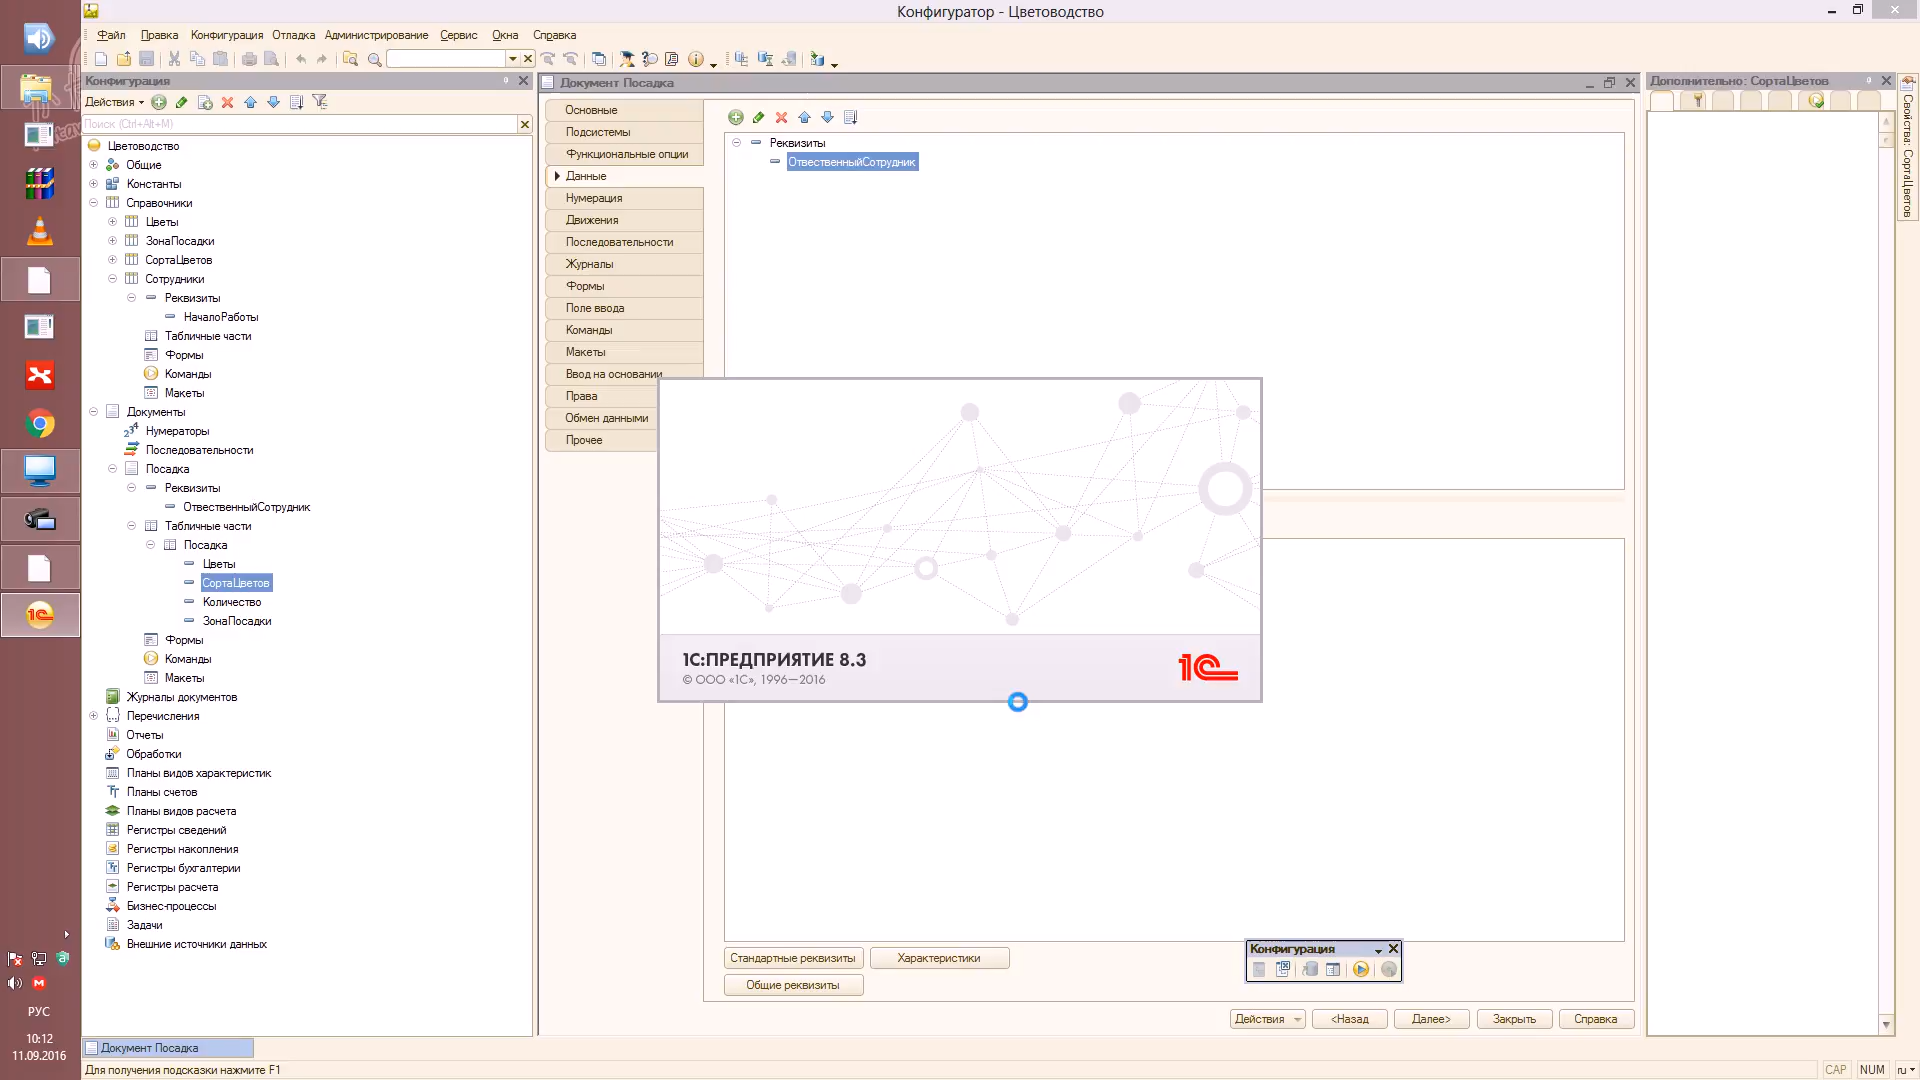 Конфигуратор - Цветоводство
Файл Правка Конфигурация Отладка Администрирование Сервис Окна Справка
Конфигурация
Действия
Поиск (Ctrl+Alt+M)
Цветоводство
Общие
Константы
Справочники
Цветы
ЗонаПосадки
СортаЦветов
Сотрудники
Реквизиты
НачалоРаботы
Табличные части
Формы
Команды
Макеты
Документы
Нумераторы
Последовательности
Посадка
Реквизиты
ОтвественныйСотрудник
Табличные части
Посадка
Цветы
СортаЦветов
Количество
ЗонаПосадки
Формы
Команды
Макеты
Журналы документов
Перечисления
Отчеты
Обработки
Планы видов характеристик
Планы счетов
Планы видов расчета
Регистры сведений
Регистры накопления
Регистры бухгалтерии
Регистры расчета
Бизнес-процессы
Задачи
Внешние источники данных
Документ Посадка
Основные
Подсистемы
Функциональные опции
Данные
Нумерация
Движения
Последовательности
Журналы
Формы
Поле ввода
Команды
Макеты
Ввод на основании
Права
Обмен данными
Прочее
Реквизиты
ОтвественныйСотрудник
1С:ПРЕДПРИЯТИЕ 8.3
© ООО «1С», 1996—2016
1С
Стандартные реквизиты
Характеристики
Общие реквизиты
Конфигурация
Действия
<Назад
Далее>
Закрыть
Справка
Дополнительно: СортаЦветов
Свойства: СортаЦветов
РУС
10:12
11.09.2016
Документ Посадка
Для получения подсказки нажмите F1
CAP NUM ru